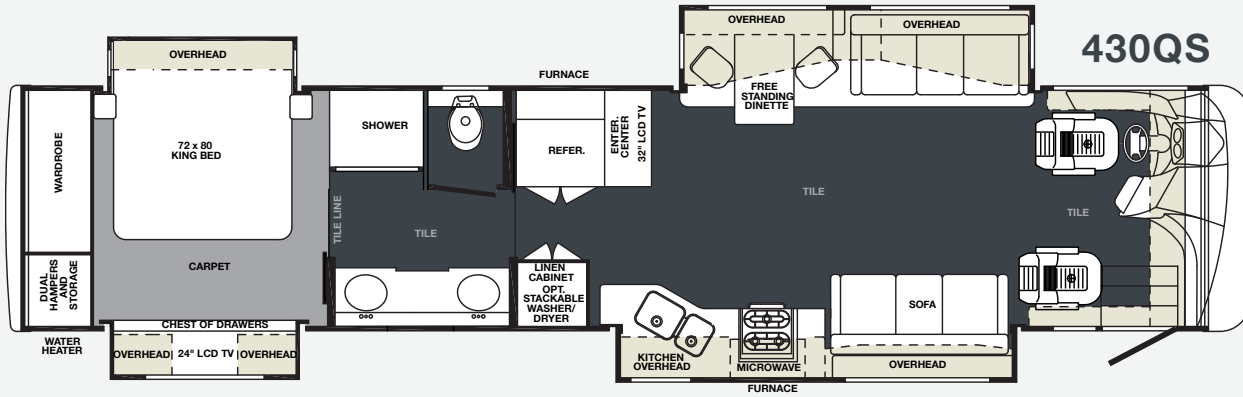 430QS
OVERHEAD
OVERHEAD
OVERHEAD
FURNACE
FREE
STANDING
DINETTE
WARDROBE
72 x 80
KING BED
SHOWER
REFER.
ENTER.
CENTER
32" LCD TV
TILE
TILE
TILE LINE
TILE
CARPET
DUAL
HAMPERS
AND
STORAGE
LINEN
CABINET
OPT.
STACKABLE
WASHER/
DRYER
SOFA
WATER
HEATER
CHEST OF DRAWERS
OVERHEAD
24" LCD TV
OVERHEAD
KITCHEN
OVERHEAD
MICROWAVE
OVERHEAD
FURNACE